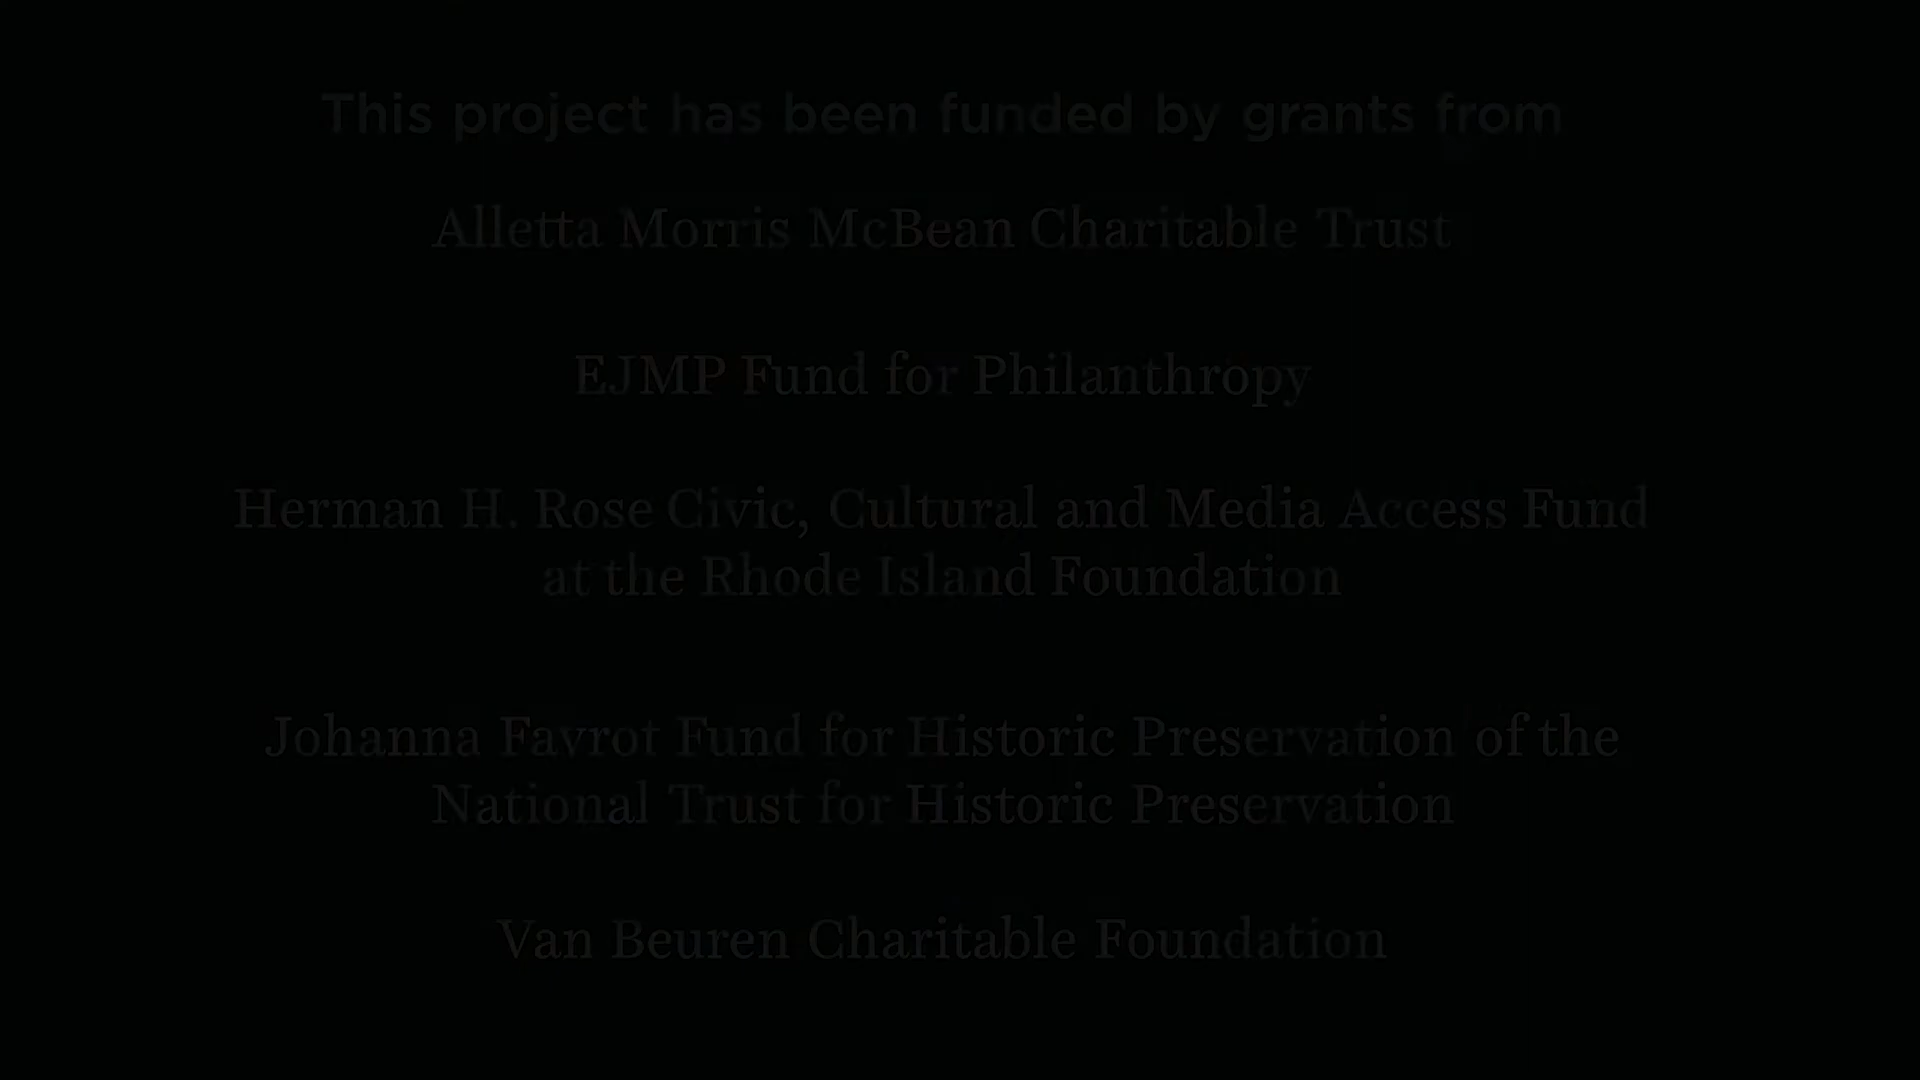 This project has been funded by grants from
Alletta Morris McBean Charitable Trust
EJMP Fund for Philanthropy
Herman H. Rose Civic, Cultural and Media Access Fund
at the Rhode Island Foundation
Johanna Favrot Fund for Historic Preservation of the
National Trust for Historic Preservation
Van Beuren Charitable Foundation